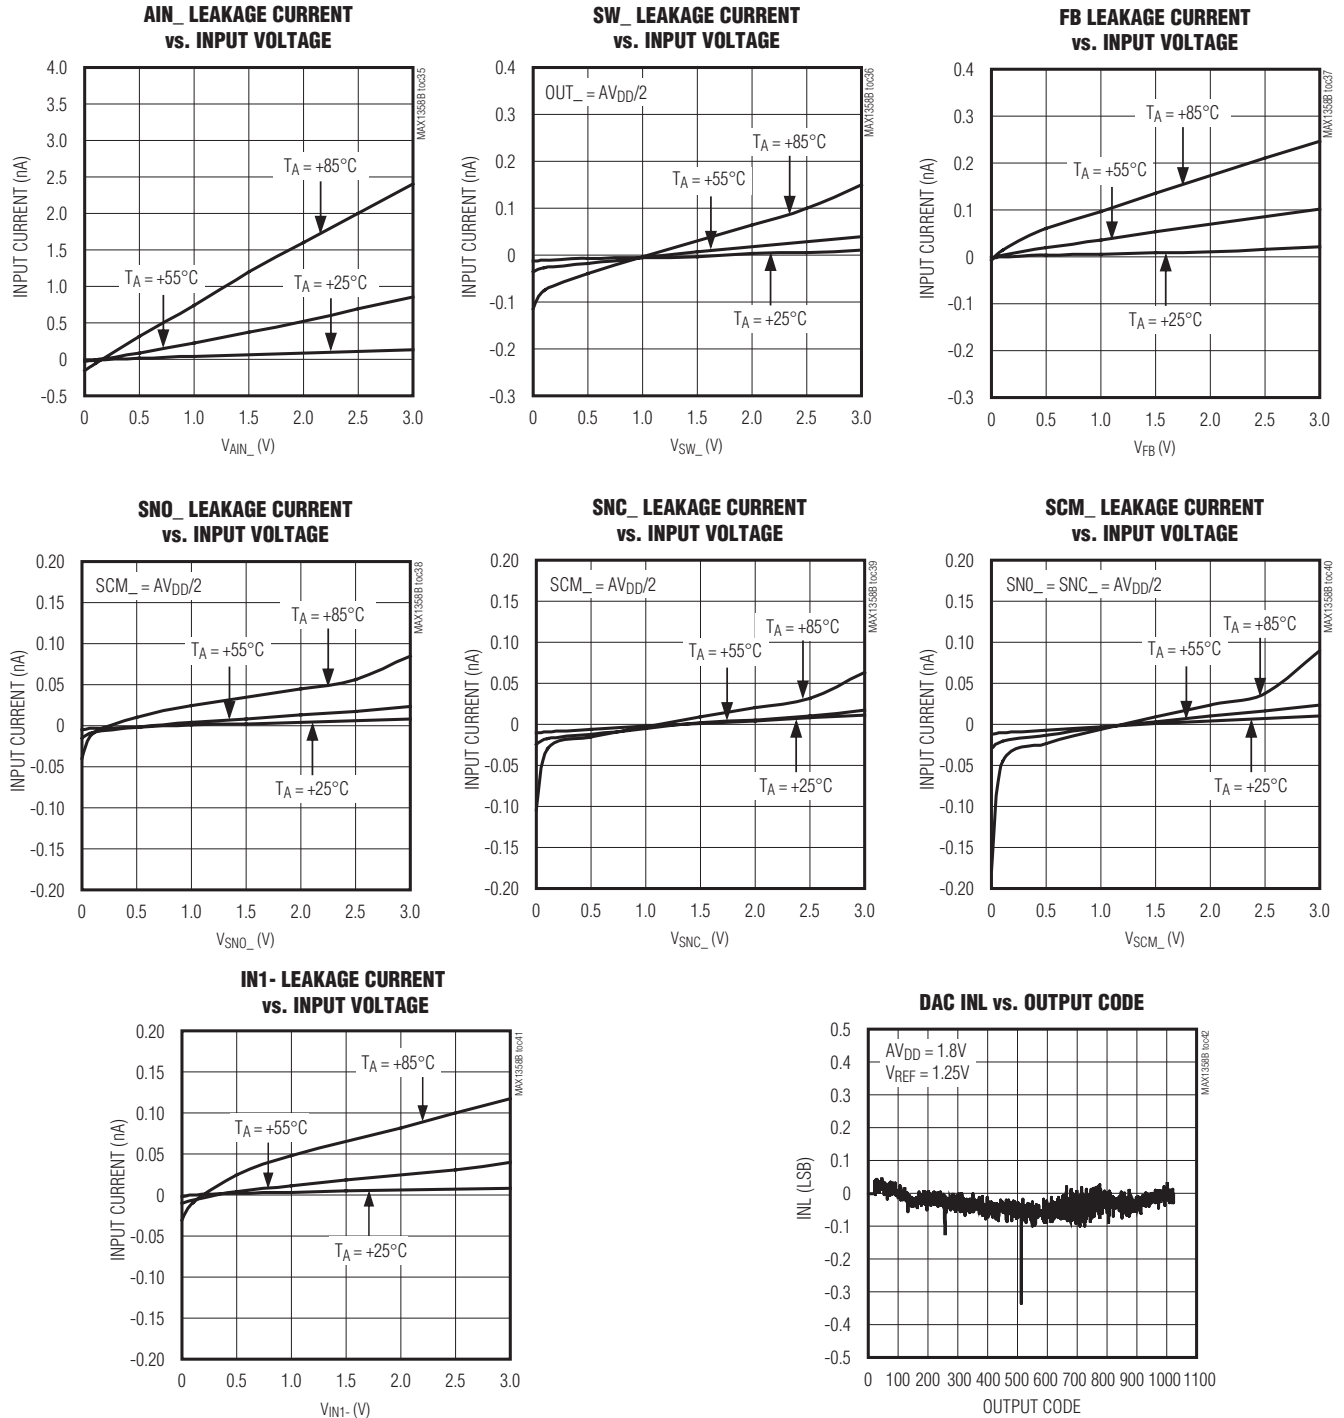 AIN_ LEAKAGE CURRENT
vs. INPUT VOLTAGE
4.0
3.5
3.0
2.5
2.0
1.5
1.0
0.5
0
-0.5
INPUT CURRENT (nA)
TA = +85°C
TA = +55°C
TA = +25°C
MAX1358B toc35
0 0.5 1.0 1.5 2.0 2.5 3.0
VAIN_ (V)
SW_ LEAKAGE CURRENT
vs. INPUT VOLTAGE
0.4
0.3
0.2
0.1
0
-0.1
-0.2
-0.3
INPUT CURRENT (nA)
OUT_ = AVDD/2
TA = +85°C
TA = +55°C
TA = +25°C
MAX1358B toc36
0 0.5 1.0 1.5 2.0 2.5 3.0
VSW_ (V)
FB LEAKAGE CURRENT
vs. INPUT VOLTAGE
0.4
0.3
0.2
0.1
0
-0.1
-0.2
-0.3
INPUT CURRENT (nA)
TA = +85°C
TA = +55°C
TA = +25°C
MAX1358B toc37
0 0.5 1.0 1.5 2.0 2.5 3.0
VFB (V)
SNO_ LEAKAGE CURRENT
vs. INPUT VOLTAGE
0.20
0.15
0.10
0.05
0
-0.05
-0.10
-0.15
-0.20
INPUT CURRENT (nA)
SCM_ = AVDD/2
TA = +85°C
TA = +55°C
TA = +25°C
MAX1358B toc38
0 0.5 1.0 1.5 2.0 2.5 3.0
VSNO_ (V)
SNC_ LEAKAGE CURRENT
vs. INPUT VOLTAGE
0.20
0.15
0.10
0.05
0
-0.05
-0.10
-0.15
-0.20
INPUT CURRENT (nA)
SCM_ = AVDD/2
TA = +85°C
TA = +55°C
TA = +25°C
MAX1358B toc39
0 0.5 1.0 1.5 2.0 2.5 3.0
VSNC_ (V)
SCM_ LEAKAGE CURRENT
vs. INPUT VOLTAGE
0.20
0.15
0.10
0.05
0
-0.05
-0.10
-0.15
-0.20
INPUT CURRENT (nA)
SN0_ = SNC_ = AVDD/2
TA = +85°C
TA = +55°C
TA = +25°C
MAX1358B toc40
0 0.5 1.0 1.5 2.0 2.5 3.0
VSCM_ (V)
IN1- LEAKAGE CURRENT
vs. INPUT VOLTAGE
0.20
0.15
0.10
0.05
0
-0.05
-0.10
-0.15
-0.20
INPUT CURRENT (nA)
TA = +85°C
TA = +55°C
TA = +25°C
MAX1358B toc41
0 0.5 1.0 1.5 2.0 2.5 3.0
VIN1- (V)
DAC INL vs. OUTPUT CODE
0.5
0.4
0.3
0.2
0.1
0
-0.1
-0.2
-0.3
-0.4
-0.5
INL (LSB)
AVDD = 1.8V
VREF = 1.25V
MAX1358B toc42
0 100 200 300 400 500 600 700 800 900 1000 1100
OUTPUT CODE